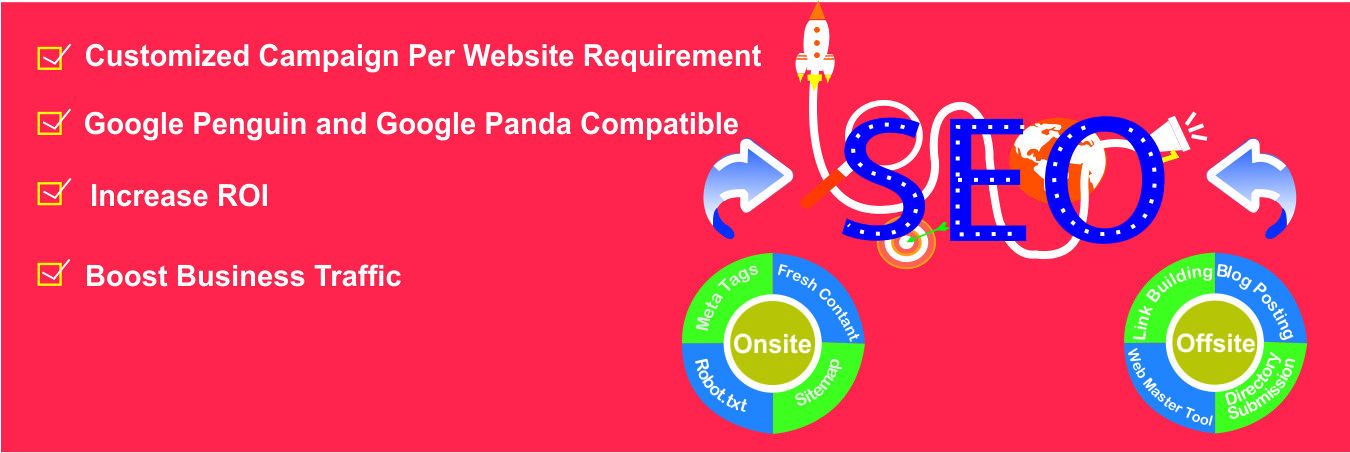 Customized Campaign Per Website Requirement
Google Penguin and Google Panda Compatible
Increase ROI
Boost Business Traffic
SEO
Meta Tags
Fresh Contant
Onsite
Robot.txt
Sitemap
Link Building
Blog Posting
Offsite
Web Master Tool
Directory
Submission